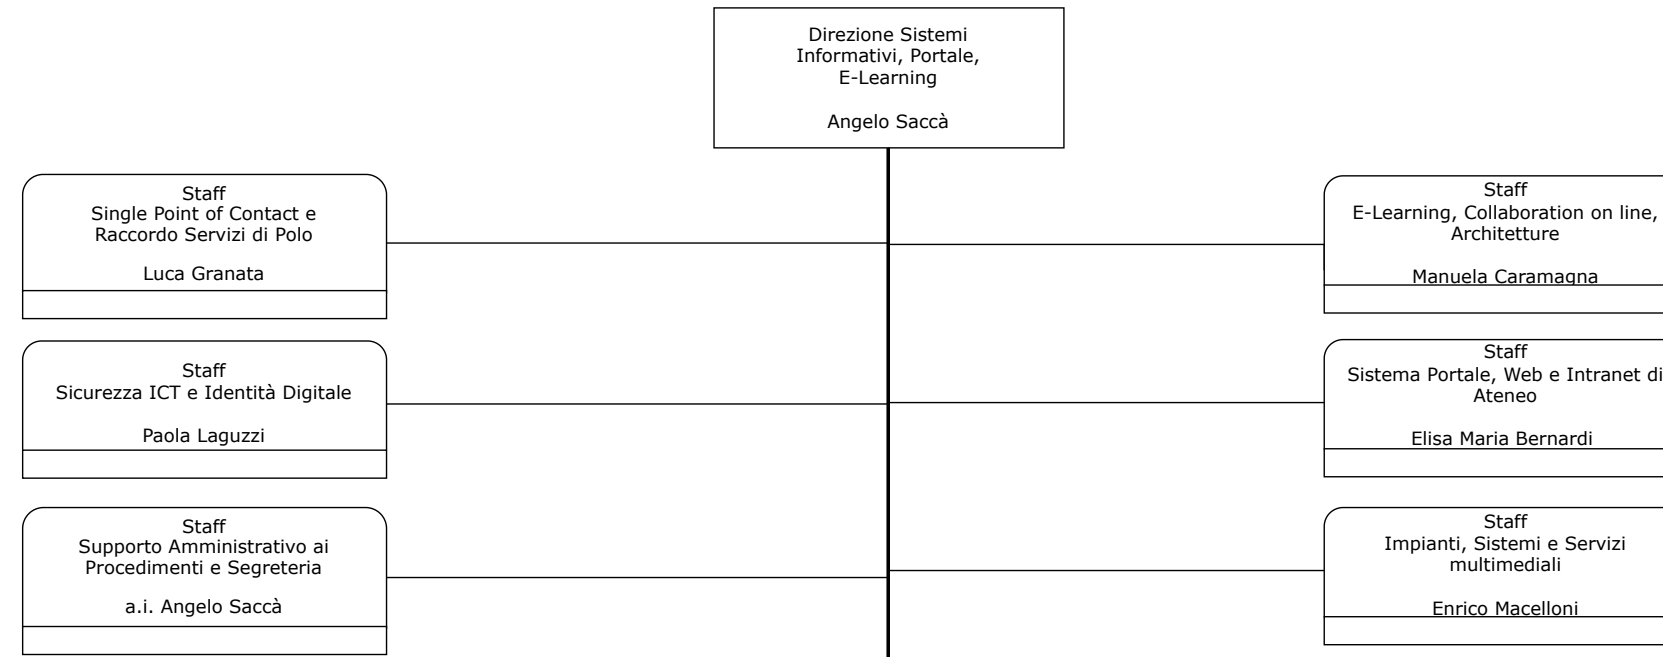 Direzione Sistemi
Informativi, Portale,
E-Learning
Angelo Saccà
Staff
Single Point of Contact e
Raccordo Servizi di Polo
Luca Granata
Staff
E-Learning, Collaboration on line,
Architetture
Manuela Caramagna
Staff
Sicurezza ICT e Identità Digitale
Paola Laguzzi
Staff
Sistema Portale, Web e Intranet di
Ateneo
Elisa Maria Bernardi
Staff
Supporto Amministrativo ai
Procedimenti e Segreteria
a.i. Angelo Saccà
Staff
Impianti, Sistemi e Servizi
multimediali
Enrico Macelloni